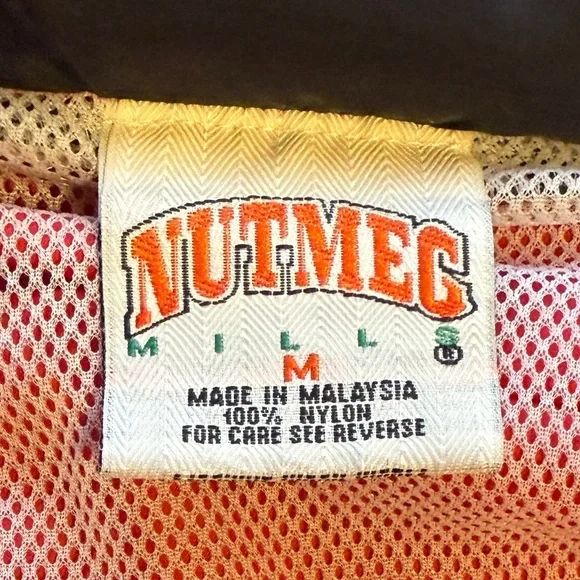 NUTMEG
MILLS
®
M
MADE IN MALAYSIA
100% NYLON
FOR CARE SEE REVERSE